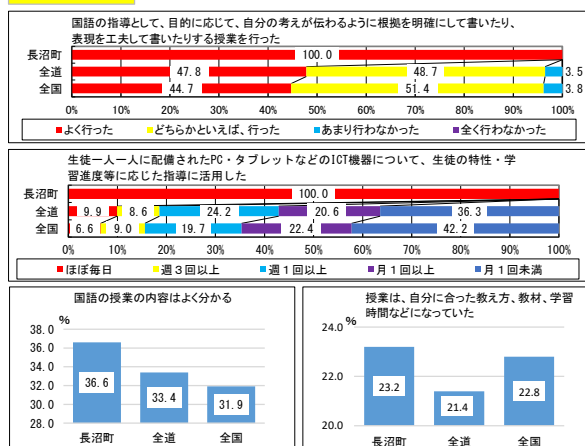 国語の指導として、目的に応じて、自分の考えが伝わるように根拠を明確にして書いたり、
表現を工夫して書いたりする授業を行った
長沼町 100.0
全道 47.8 48.7 3.5
全国 44.7 51.4 3.8
0% 10% 20% 30% 40% 50% 60% 70% 80% 90% 100%
よく行った どちらかといえば、行った あまり行わなかった 全く行わなかった
生徒一人一人に配備されたPC・タブレットなどのICT機器について、生徒の特性・学
習進度等に応じた指導に活用した
長沼町 100.0
全道 9.9 8.6 24.2 20.6 36.3
全国 6.6 9.0 19.7 22.4 42.2
0% 10% 20% 30% 40% 50% 60% 70% 80% 90% 100%
ほぼ毎日 週3回以上 週1回以上 月1回以上 月1回未満
国語の授業の内容はよく分かる
%
38.0
36.0
34.0
32.0
30.0
28.0
36.6 33.4 31.9
長沼町 全道 全国
授業は、自分に合った教え方、教材、学習
時間などになっていた
%
24.0
22.0
20.0
23.2 21.4 22.8
長沼町 全道 全国